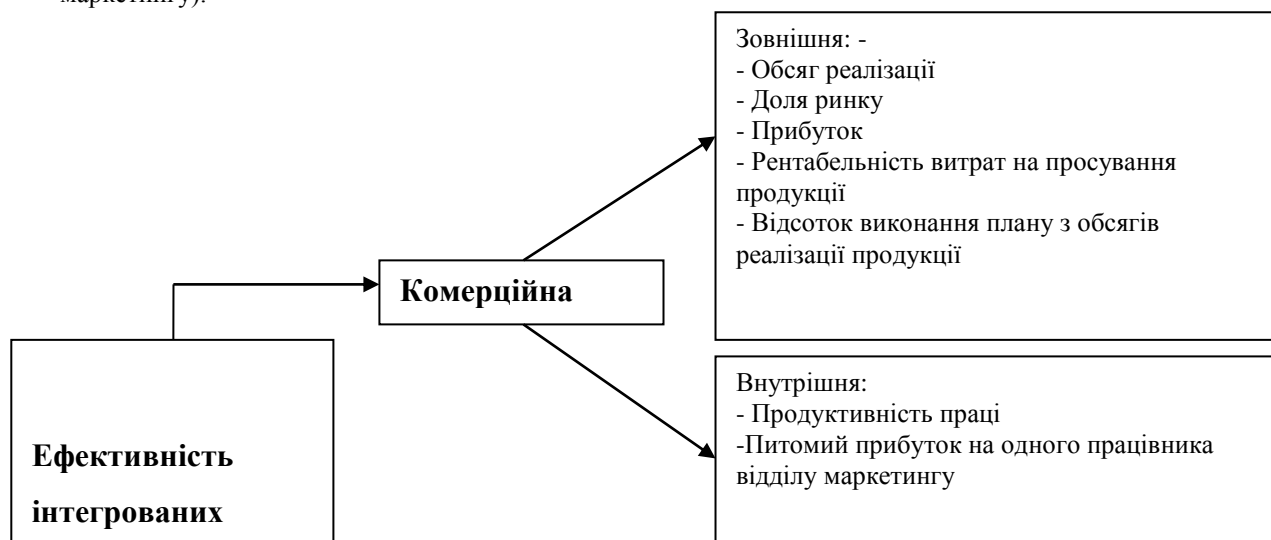 маркетингу).
Зовнішня: -
- Обсяг реалізації
- Доля ринку
- Прибуток
- Рентабельність витрат на просування
продукції
- Відсоток виконання плану з обсягів
реалізації продукції
Комерційна
Внутрішня:
- Продуктивність праці
-Питомий прибуток на одного працівника
відділу маркетингу
Ефективність
інтегрованих